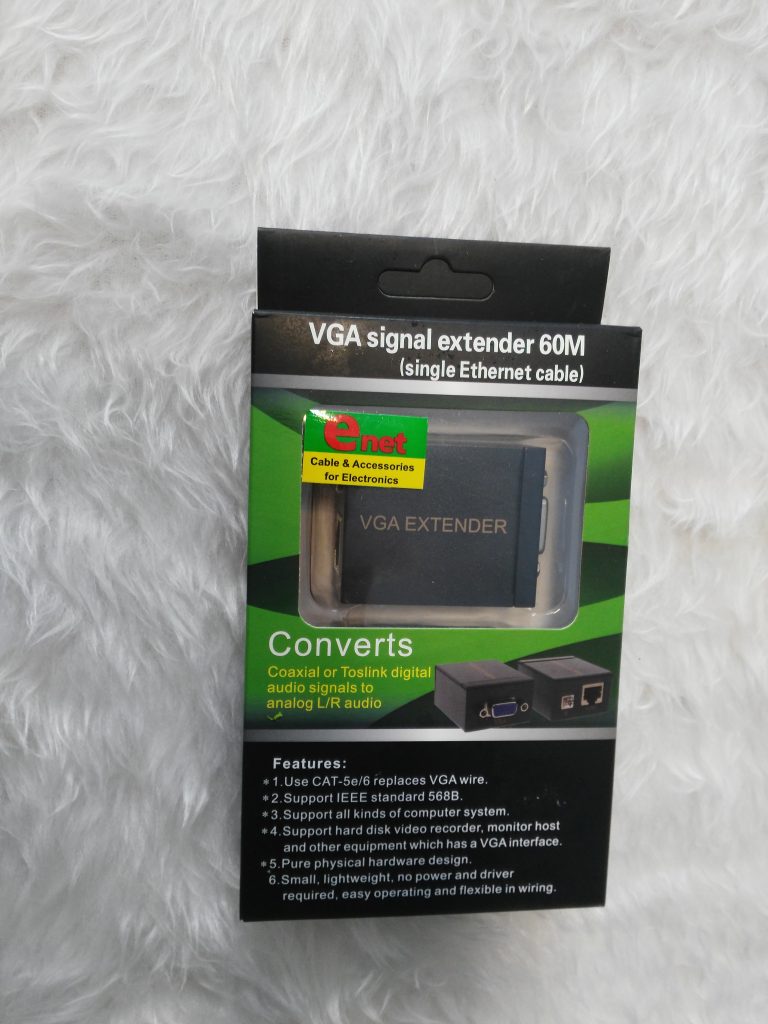 VGA signal extender 60M
(single Ethernet cable)
enet
Cable & Accessories
for Electronics
VGA EXTENDER
Converts
Coaxial or Toslink digital
audio signals to
analog L/R audio
Features:
*1.Use CAT-5e/6 replaces VGA wire.
*2.Support IEEE standard 568B.
*3.Support all kinds of computer system.
*4.Support hard disk video recorder, monitor host
and other equipment which has a VGA interface.
*5.Pure physical hardware design.
6.Small, lightweight, no power and driver
required, easy operating and flexible in wiring.